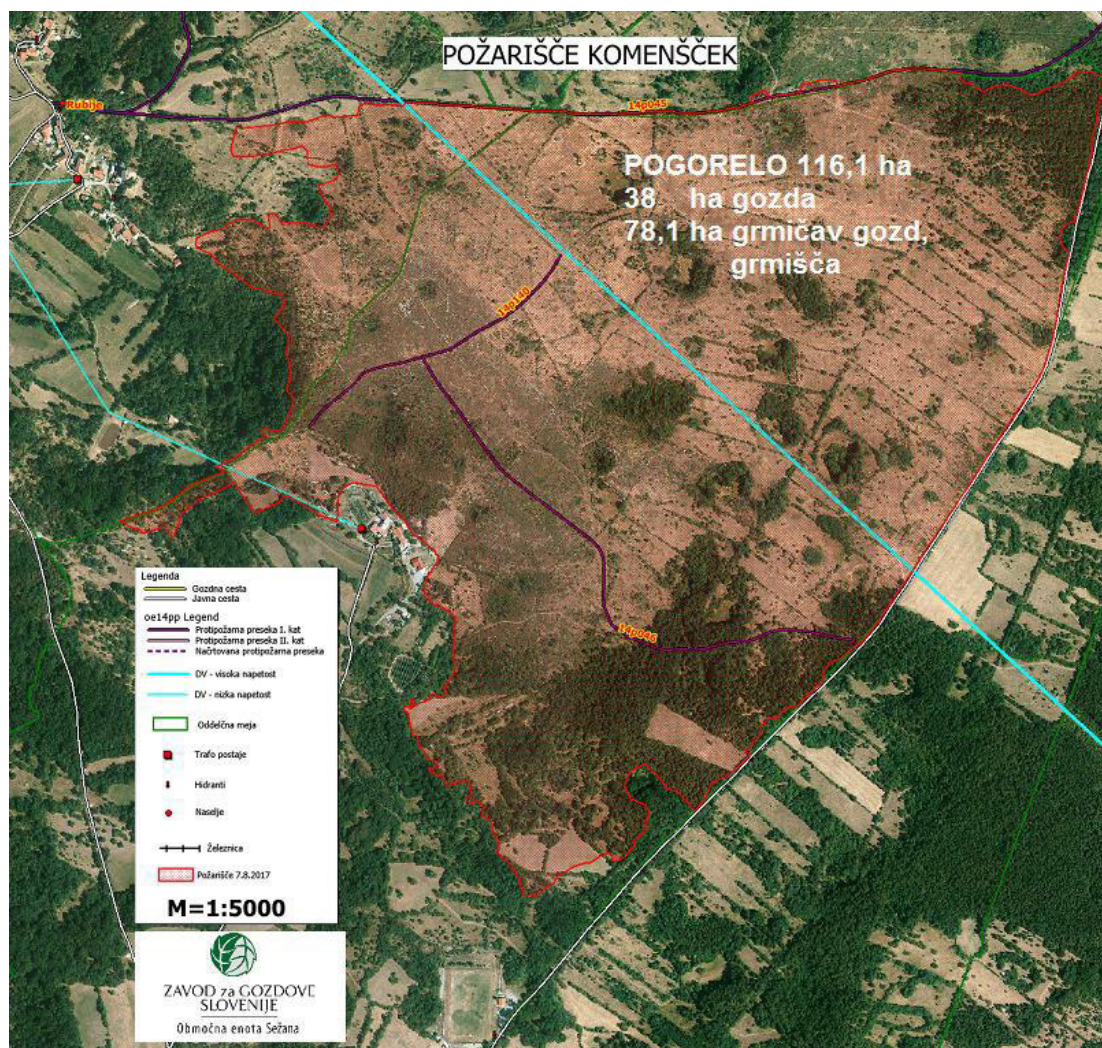 POŽARIŠČE KOMENŠČEK
Rubije
14p045
POGORELO 116,1 ha
38 ha gozda
78,1 ha grmičav gozd,
grmišča
14p140
14p046
Legenda
Gozdna cesta
Javna cesta
oe14pp Legend
Protipožarna preseka I. kat
Protipožarna preseka II. kat
Načrtovana protipožarna preseka
DV - visoka napetost
DV - nizka napetost
Oddelčna meja
Trafo postaje
Hidranti
Naselje
Železnica
Požarišče 7.8.2017
M=1:5000
ZAVOD za GOZDOVE
SLOVENIJE
Območna enota Sežana